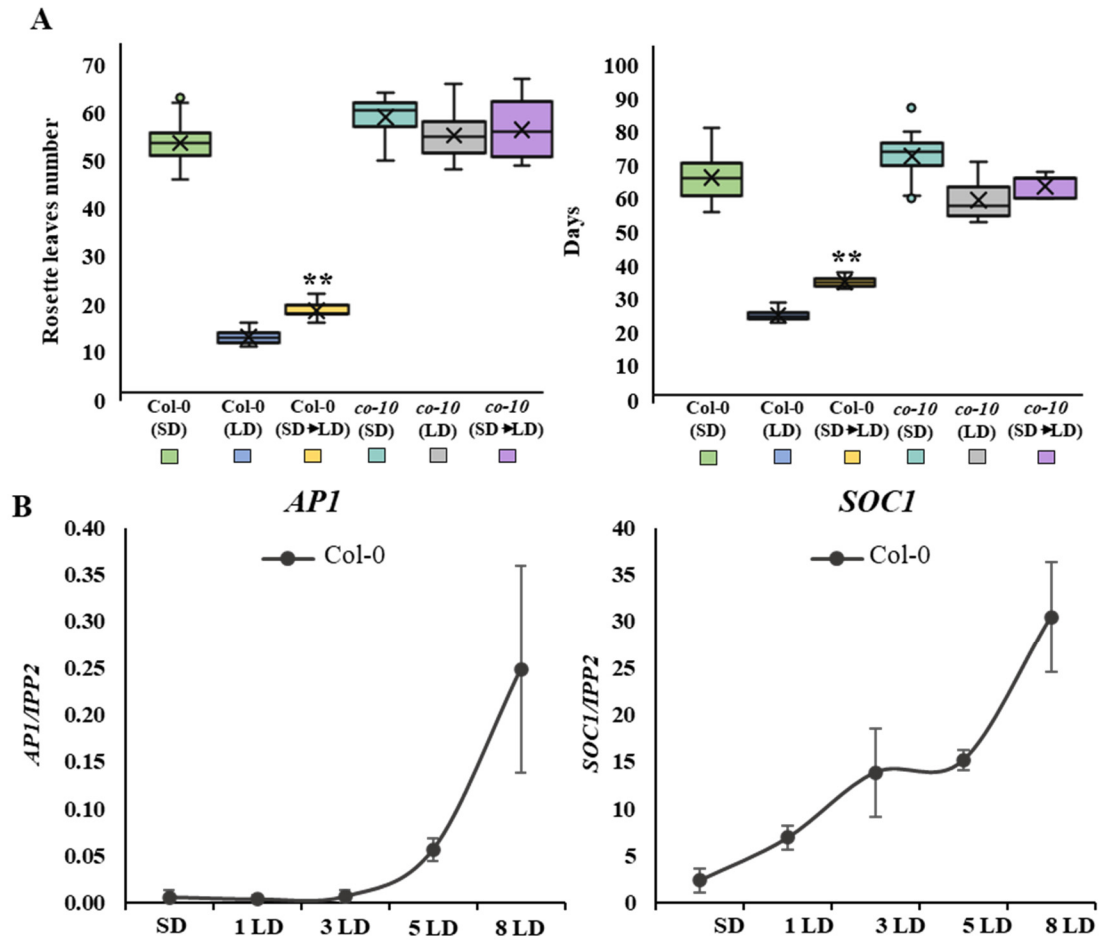 A
Rosette leaves number
70
60
50
40
30
20
10
0
Col-0 (SD)
Col-0 (LD)
**
Col-0 (SD►LD)
co-10 (SD)
co-10 (LD)
co-10 (SD►LD)
Days
100
90
80
70
60
50
40
30
20
10
0
Col-0 (SD)
Col-0 (LD)
**
Col-0 (SD►LD)
co-10 (SD)
co-10 (LD)
co-10 (SD►LD)
B
AP1
Col-0
AP1/IPP2
0.40
0.35
0.30
0.25
0.20
0.15
0.10
0.05
0.00
SD 1 LD 3 LD 5 LD 8 LD
SOC1
Col-0
SOC1/IPP2
40
35
30
25
20
15
10
5
0
SD 1 LD 3 LD 5 LD 8 LD